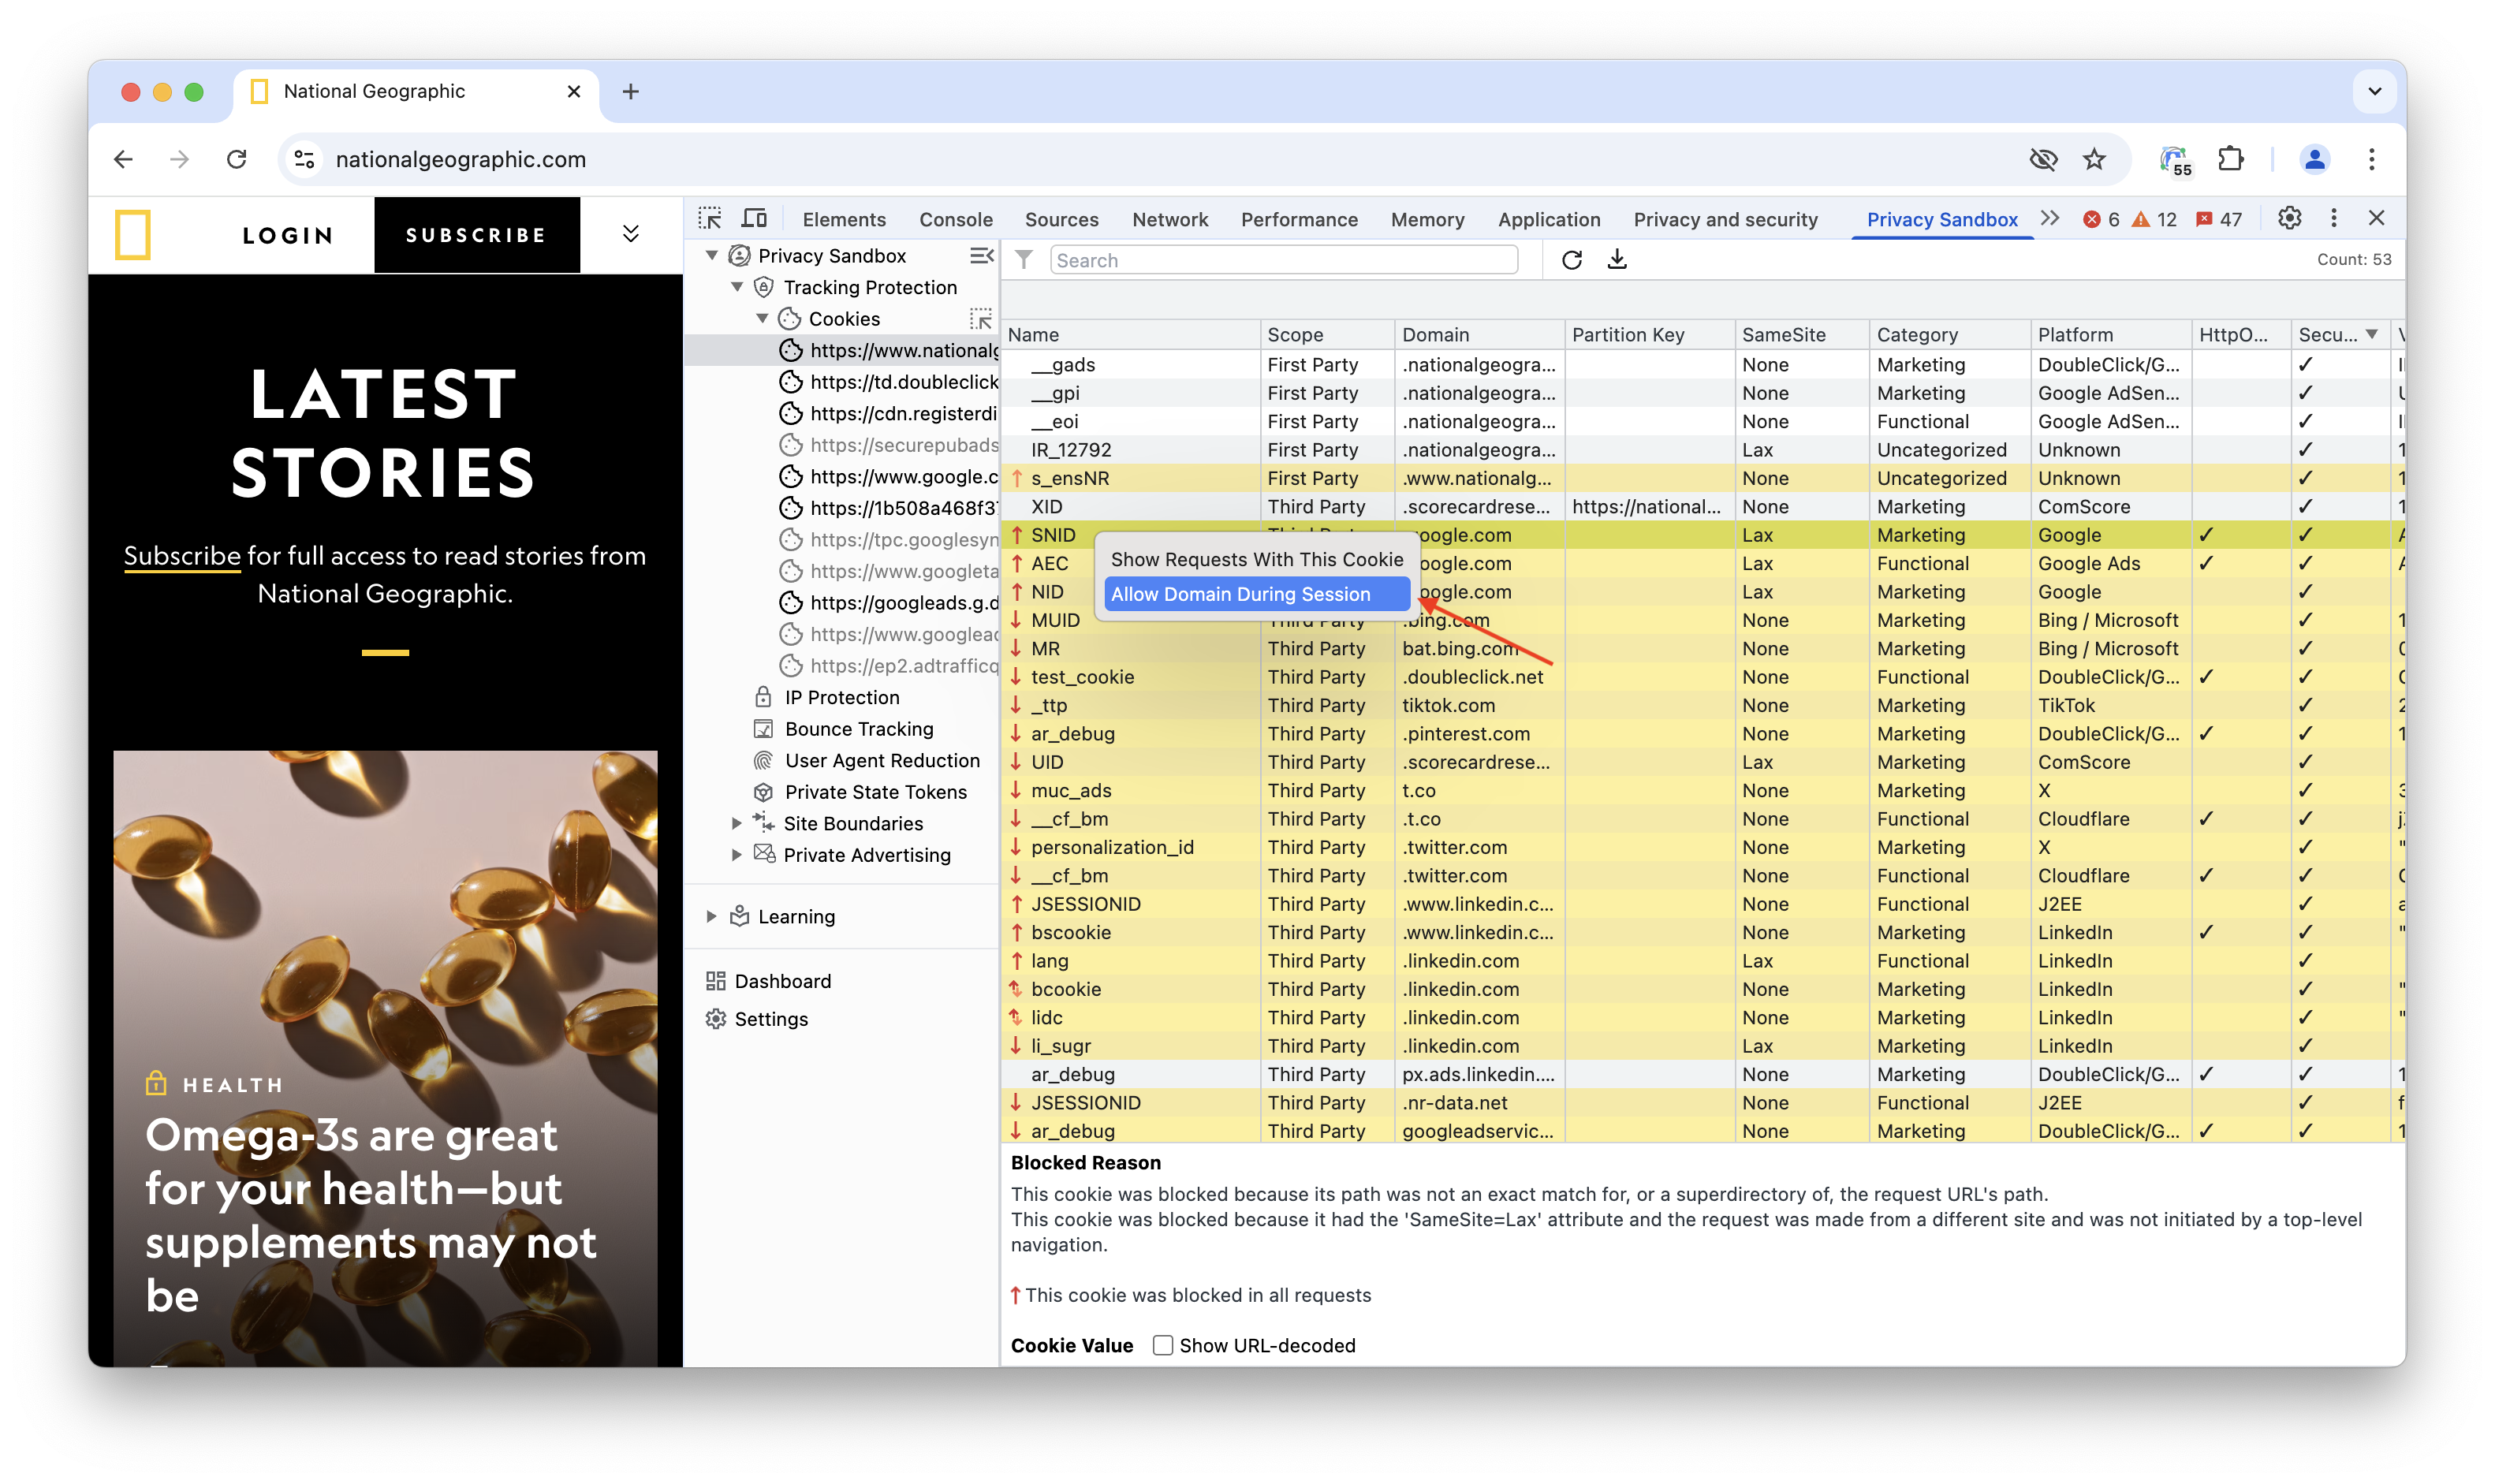 National Geographic
nationalgeographic.com
55
LOGIN
SUBSCRIBE
LATEST
STORIES
Subscribe for full access to read stories from
National Geographic.
HEALTH
Omega-3s are great
for your health—but
supplements may not
be
Elements Console Sources Network Performance Memory Application Privacy and security Privacy Sandbox 6 12 47
Privacy Sandbox
Tracking Protection
Cookies
https://www.nationalg
https://td.doubleclick
https://cdn.registerdi
https://securepubads
https://www.google.c
https://1b508a468f37
https://tpc.googlesyn
https://www.googleta
https://googleads.g.d
https://www.googlead
https://ep2.adtrafficq
IP Protection
Bounce Tracking
User Agent Reduction
Private State Tokens
Site Boundaries
Private Advertising
Learning
Dashboard
Settings
Search
Count: 53
Name Scope Domain Partition Key SameSite Category Platform HttpO... Secu...
__gads First Party .nationalgeogra... None Marketing DoubleClick/G... ✓
__gpi First Party .nationalgeogra... None Marketing Google AdSen... ✓
__eoi First Party .nationalgeogra... None Functional Google AdSen... ✓
IR_12792 First Party .nationalgeogra... Lax Uncategorized Unknown ✓
↑ s_ensNR First Party .www.nationalg... None Uncategorized Unknown ✓
XID Third Party .scorecardrese... https://national... None Marketing ComScore ✓
↑ SNID oogle.com Lax Marketing Google ✓ ✓
↑ AEC oogle.com Lax Functional Google Ads ✓ ✓
↑ NID oogle.com Lax Marketing Google ✓
Show Requests With This Cookie
Allow Domain During Session
↓ MUID Third Party .bing.com None Marketing Bing / Microsoft ✓
↓ MR Third Party bat.bing.com None Marketing Bing / Microsoft ✓
↓ test_cookie Third Party .doubleclick.net None Functional DoubleClick/G... ✓ ✓
↓ _ttp Third Party tiktok.com None Marketing TikTok ✓
↓ ar_debug Third Party .pinterest.com None Marketing DoubleClick/G... ✓ ✓
↓ UID Third Party .scorecardrese... Lax Marketing ComScore ✓
↓ muc_ads Third Party t.co None Marketing X ✓
↓ __cf_bm Third Party .t.co None Functional Cloudflare ✓ ✓
↓ personalization_id Third Party .twitter.com None Marketing X ✓
↓ __cf_bm Third Party .twitter.com None Functional Cloudflare ✓ ✓
↑ JSESSIONID Third Party .www.linkedin.c... None Functional J2EE ✓
↑ bscookie Third Party .www.linkedin.c... None Marketing LinkedIn ✓ ✓
↑ lang Third Party .linkedin.com Lax Functional LinkedIn ✓
bcookie Third Party .linkedin.com None Marketing LinkedIn ✓
lidc Third Party .linkedin.com None Marketing LinkedIn ✓
↓ li_sugr Third Party .linkedin.com Lax Marketing LinkedIn ✓
ar_debug Third Party px.ads.linkedin.... None Marketing DoubleClick/G... ✓ ✓
↓ JSESSIONID Third Party .nr-data.net None Functional J2EE ✓
↓ ar_debug Third Party googleadservic... None Marketing DoubleClick/G... ✓ ✓
Blocked Reason
This cookie was blocked because its path was not an exact match for, or a superdirectory of, the request URL's path.
This cookie was blocked because it had the 'SameSite=Lax' attribute and the request was made from a different site and was not initiated by a top-level
navigation.
↑ This cookie was blocked in all requests
Cookie Value Show URL-decoded